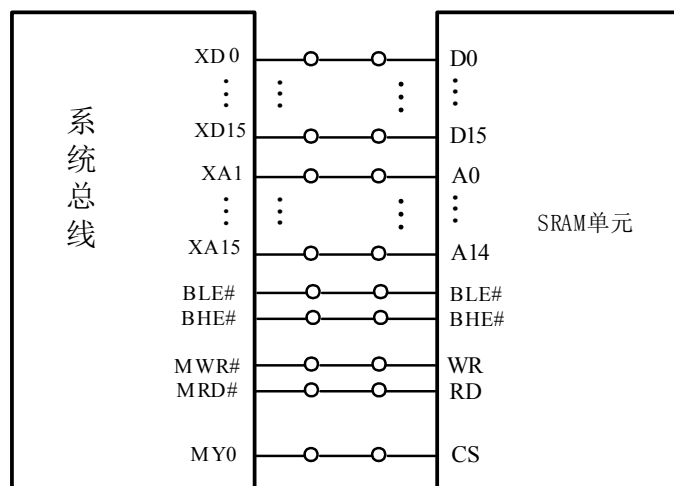 XD0 D0
XD15 D15
XA1 A0
XA15 A14
BLE# BLE#
BHE# BHE#
MWR# WR
MRD# RD
MY0 CS
系统总线
SRAM单元